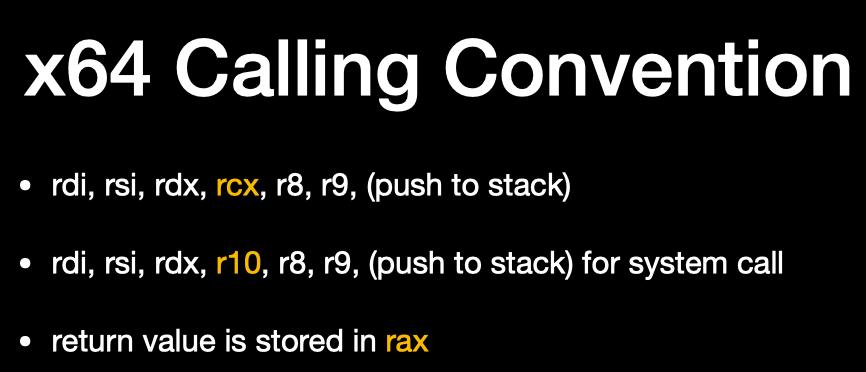 x64 Calling Convention
• rdi, rsi, rdx, rcx, r8, r9, (push to stack)
• rdi, rsi, rdx, r10, r8, r9, (push to stack) for system call
• return value is stored in rax